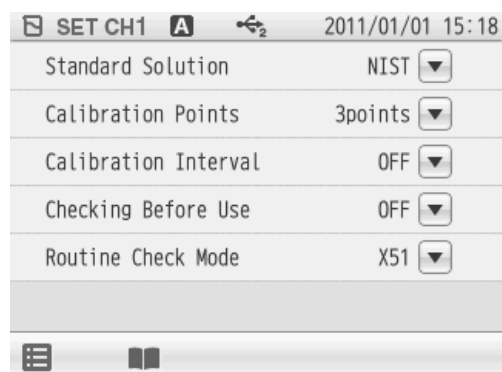 SET CH1 A 2 2011/01/01 15:18
Standard Solution NIST
Calibration Points 3points
Calibration Interval OFF
Checking Before Use OFF
Routine Check Mode X51